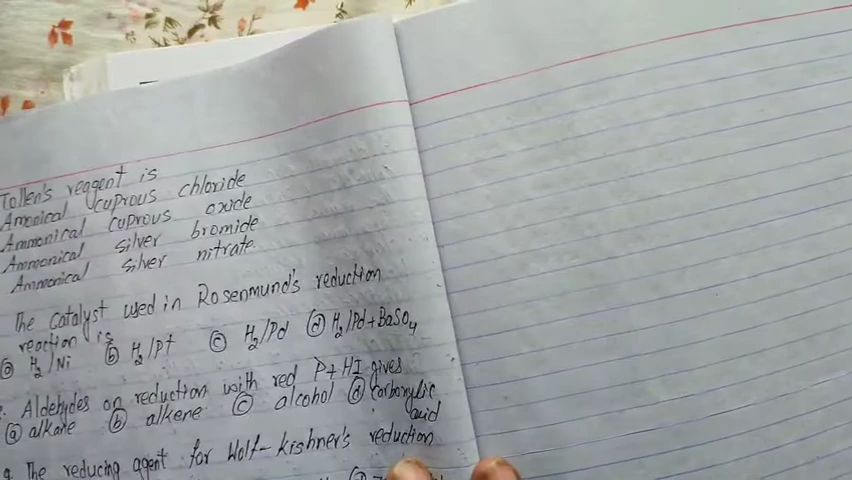 Tollen's reagent is
Amonical cuprous chloride
Ammonical cuprous oxide
Ammonical silver bromide
Ammonical silver nitrate.
The catalyst used in Rosenmund's reduction
reaction is
ⓐ H₂/Ni ⓑ H₂/Pt ⓒ H₂/Pd ⓓ H₂/Pd+BaSO₄
Aldehydes on reduction with red P+HI gives
ⓐ alkane ⓑ alkene ⓒ alcohol ⓓ carboxylic
acid
The reducing agent for Wolf-kishner's reduction